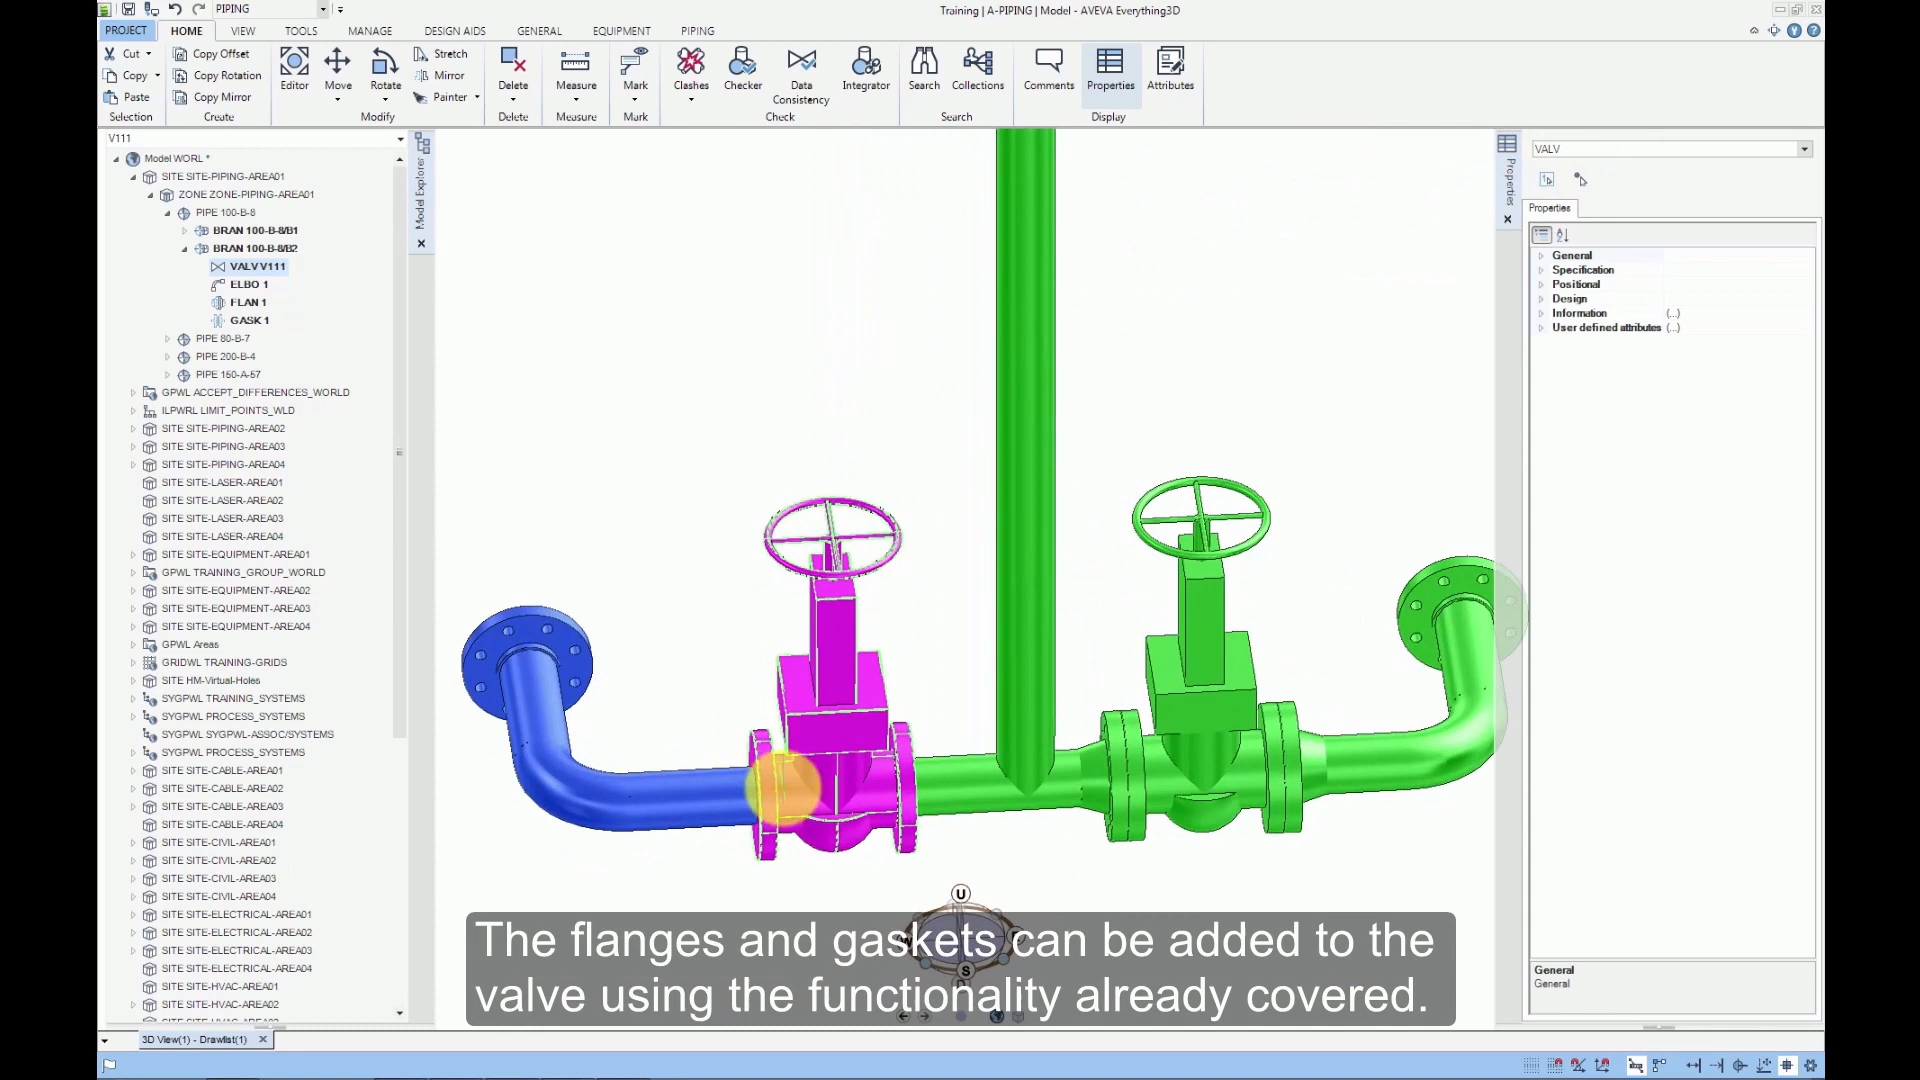 PIPING
Training | A-PIPING | Model - AVEVA Everything3D
PROJECT HOME VIEW TOOLS MANAGE DESIGN AIDS GENERAL EQUIPMENT PIPING
Cut Copy Offset Stretch
Copy Copy Rotation Mirror
Paste Copy Mirror Painter
Editor Move Rotate Delete Measure Mark Clashes Checker Data Consistency Integrator Search Collections Comments Properties Attributes
Selection Create Modify Delete Measure Mark Check Search Display
V111
Model WORL *
SITE SITE-PIPING-AREA01
ZONE ZONE-PIPING-AREA01
PIPE 100-B-8
BRAN 100-B-8/B1
BRAN 100-B-8/B2
VALV V111
ELBO 1
FLAN 1
GASK 1
PIPE 80-B-7
PIPE 200-B-4
PIPE 150-A-57
GPWL ACCEPT_DIFFERENCES_WORLD
ILPWRL LIMIT_POINTS_WLD
SITE SITE-PIPING-AREA02
SITE SITE-PIPING-AREA03
SITE SITE-PIPING-AREA04
SITE SITE-LASER-AREA01
SITE SITE-LASER-AREA02
SITE SITE-LASER-AREA03
SITE SITE-LASER-AREA04
SITE SITE-EQUIPMENT-AREA01
GPWL TRAINING_GROUP_WORLD
SITE SITE-EQUIPMENT-AREA02
SITE SITE-EQUIPMENT-AREA03
SITE SITE-EQUIPMENT-AREA04
GPWL Areas
GRIDWL TRAINING-GRIDS
SITE HM-Virtual-Holes
SYGPWL TRAINING_SYSTEMS
SYGPWL PROCESS_SYSTEMS
SYGPWL SYGPWL-ASSOC/SYSTEMS
SYGPWL PROCESS_SYSTEMS
SITE SITE-CABLE-AREA01
SITE SITE-CABLE-AREA02
SITE SITE-CABLE-AREA03
SITE SITE-CABLE-AREA04
SITE SITE-CIVIL-AREA01
SITE SITE-CIVIL-AREA02
SITE SITE-CIVIL-AREA03
SITE SITE-CIVIL-AREA04
SITE SITE-ELECTRICAL-AREA01
SITE SITE-ELECTRICAL-AREA02
SITE SITE-ELECTRICAL-AREA03
SITE SITE-ELECTRICAL-AREA04
SITE SITE-HVAC-AREA01
SITE SITE-HVAC-AREA02
Model Explorer
Properties
VALV
Properties
General
Specification
Positional
Design
Information (...)
User defined attributes (...)
General
General
U
S
The flanges and gaskets can be added to the
valve using the functionality already covered.
3D View(1) - Drawlist(1)